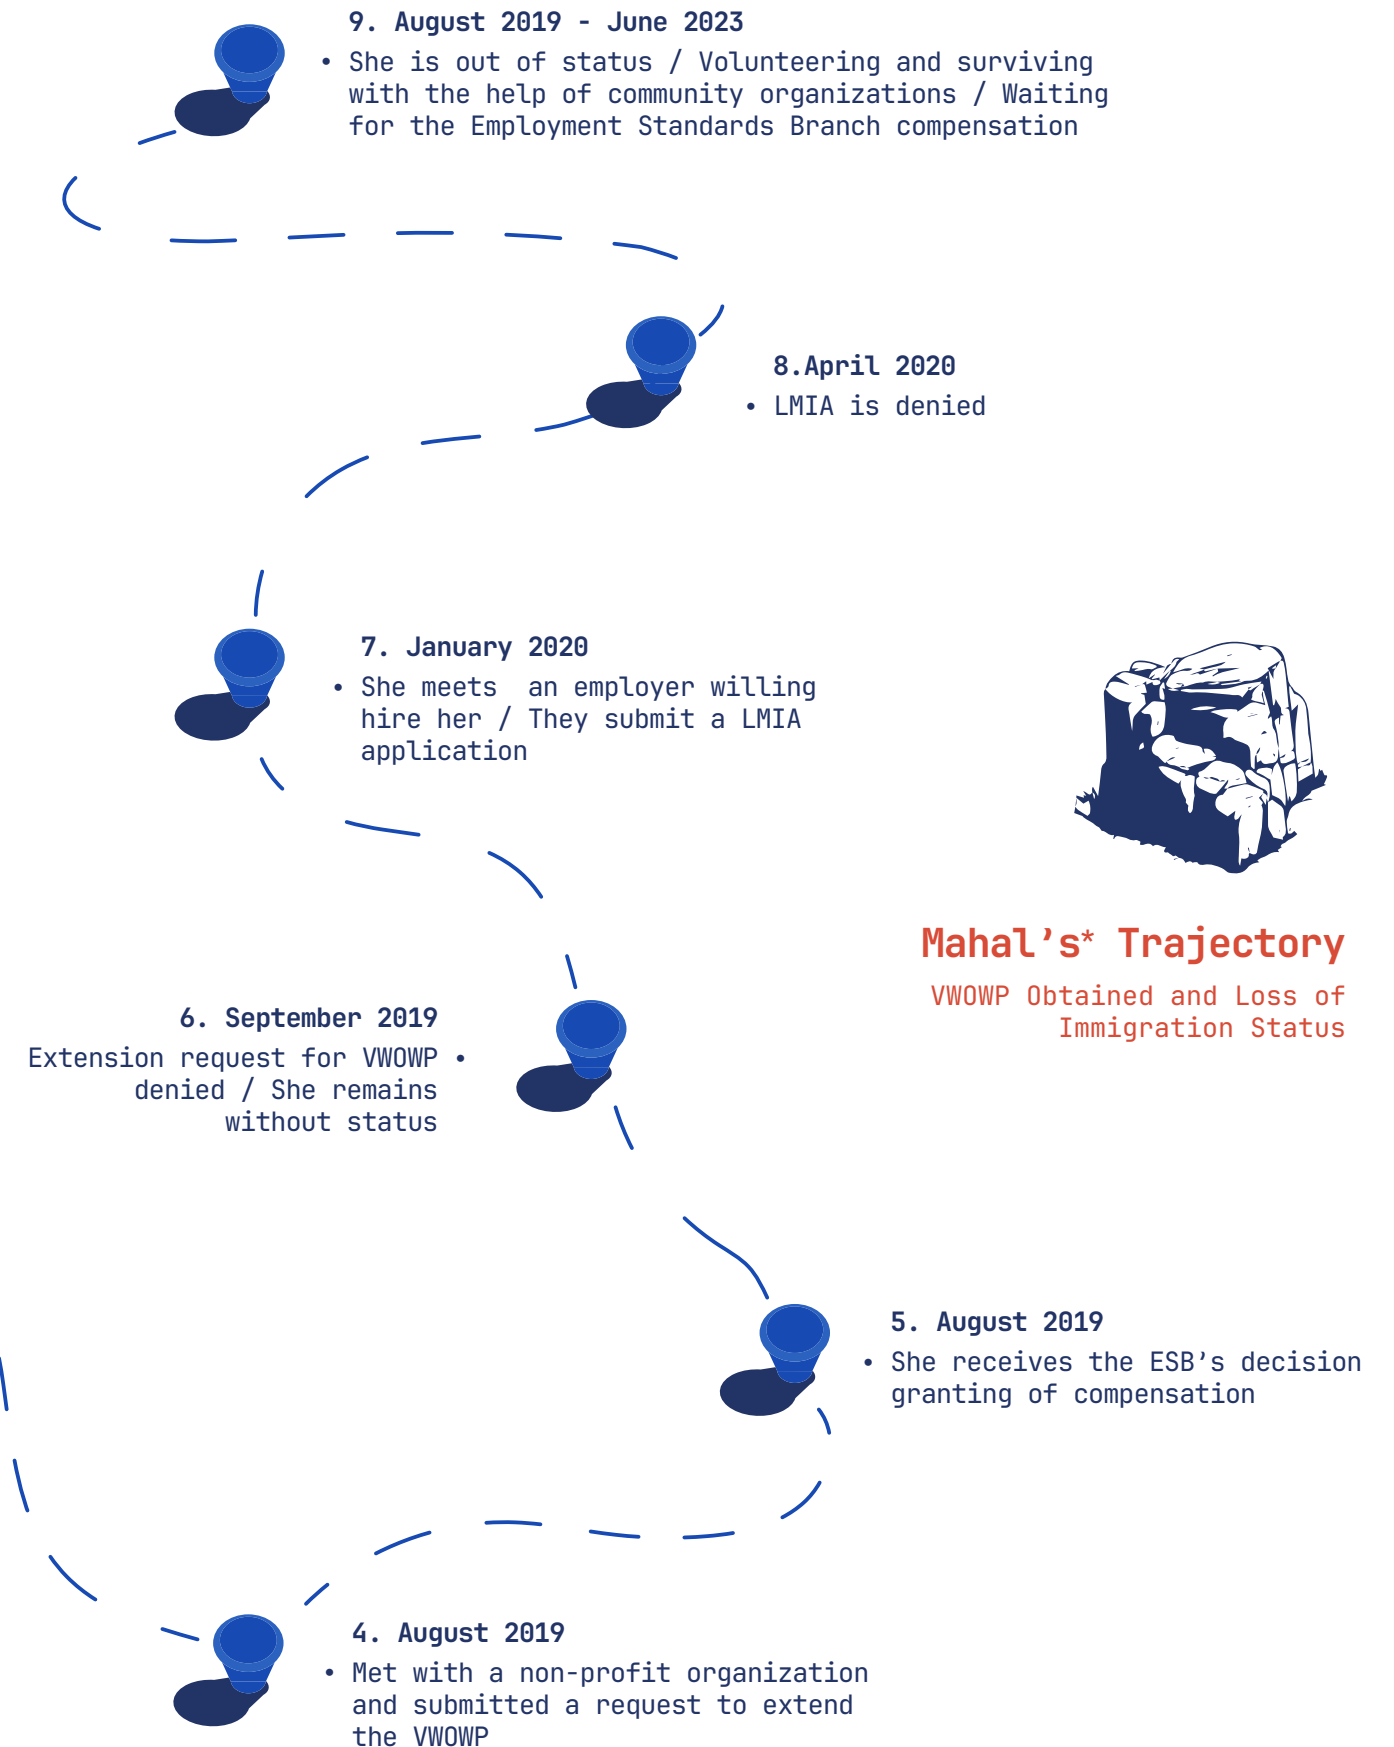 9. August 2019 - June 2023
• She is out of status / Volunteering and surviving
with the help of community organizations / Waiting
for the Employment Standards Branch compensation
8.April 2020
• LMIA is denied
7. January 2020
• She meets  an employer willing
hire her / They submit a LMIA
application
Mahal’s* Trajectory
VWOWP Obtained and Loss of
Immigration Status
6. September 2019
Extension request for VWOWP •
denied / She remains
without status
5. August 2019
• She receives the ESB’s decision
granting of compensation
4. August 2019
• Met with a non-profit organization
and submitted a request to extend
the VWOWP